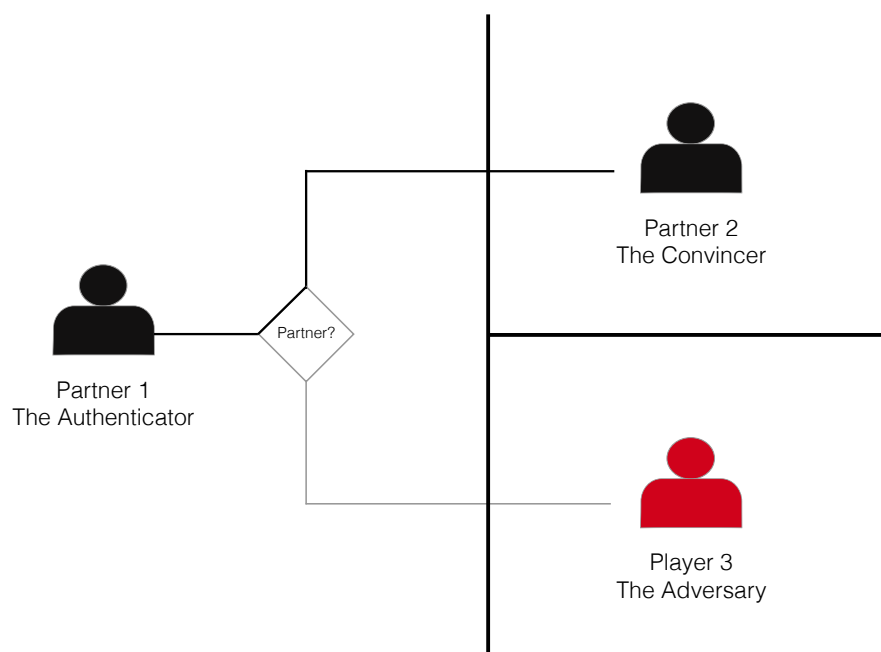 Partner 2
The Convincer
Partner?
Partner 1
The Authenticator
Player 3
The Adversary